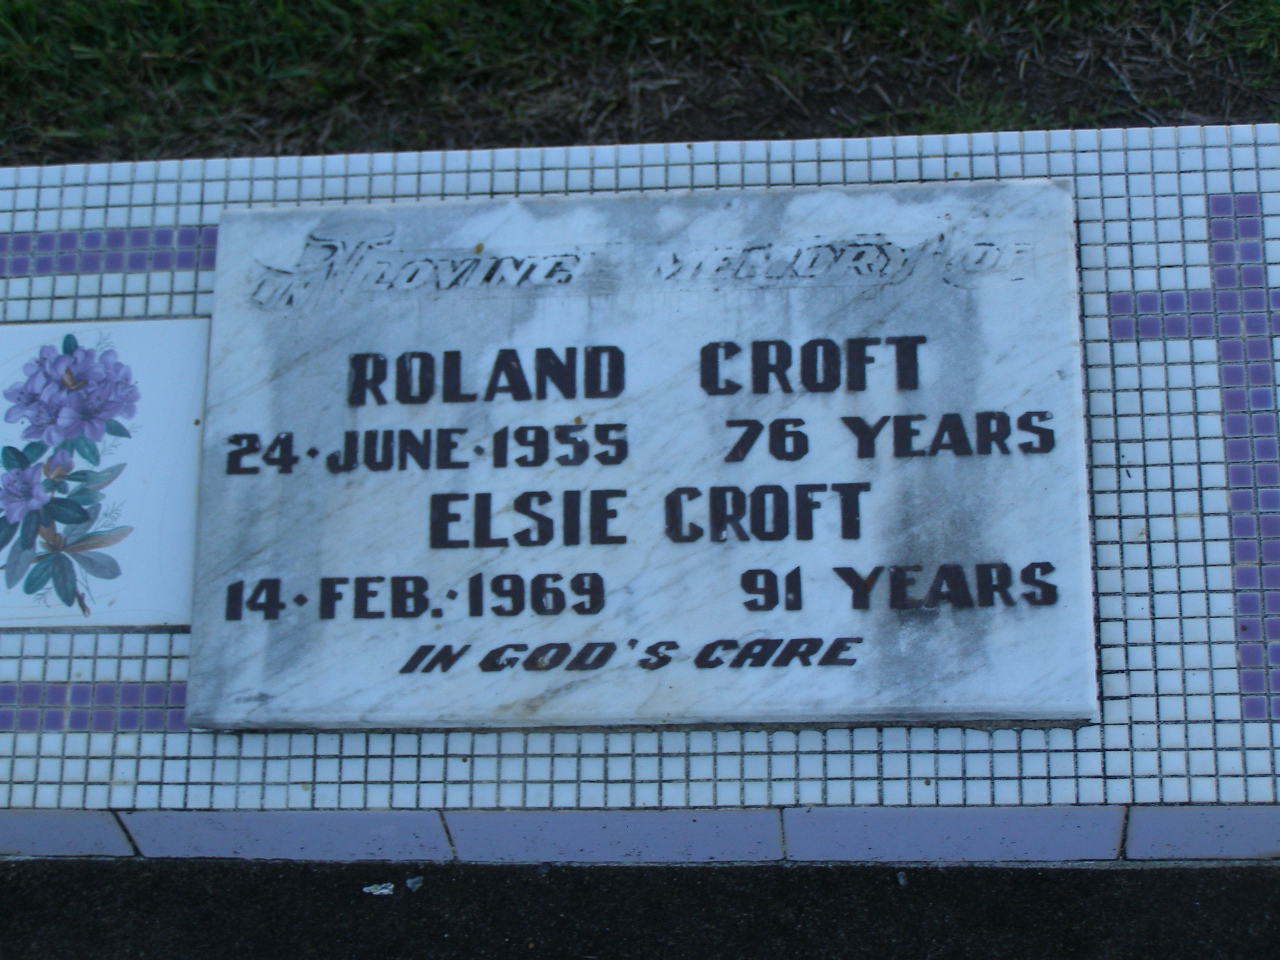 IN LOVING MEMORY OF
ROLAND CROFT
24·JUNE·1955 76 YEARS
ELSIE CROFT
14·FEB.·1969 91 YEARS
IN GOD'S CARE